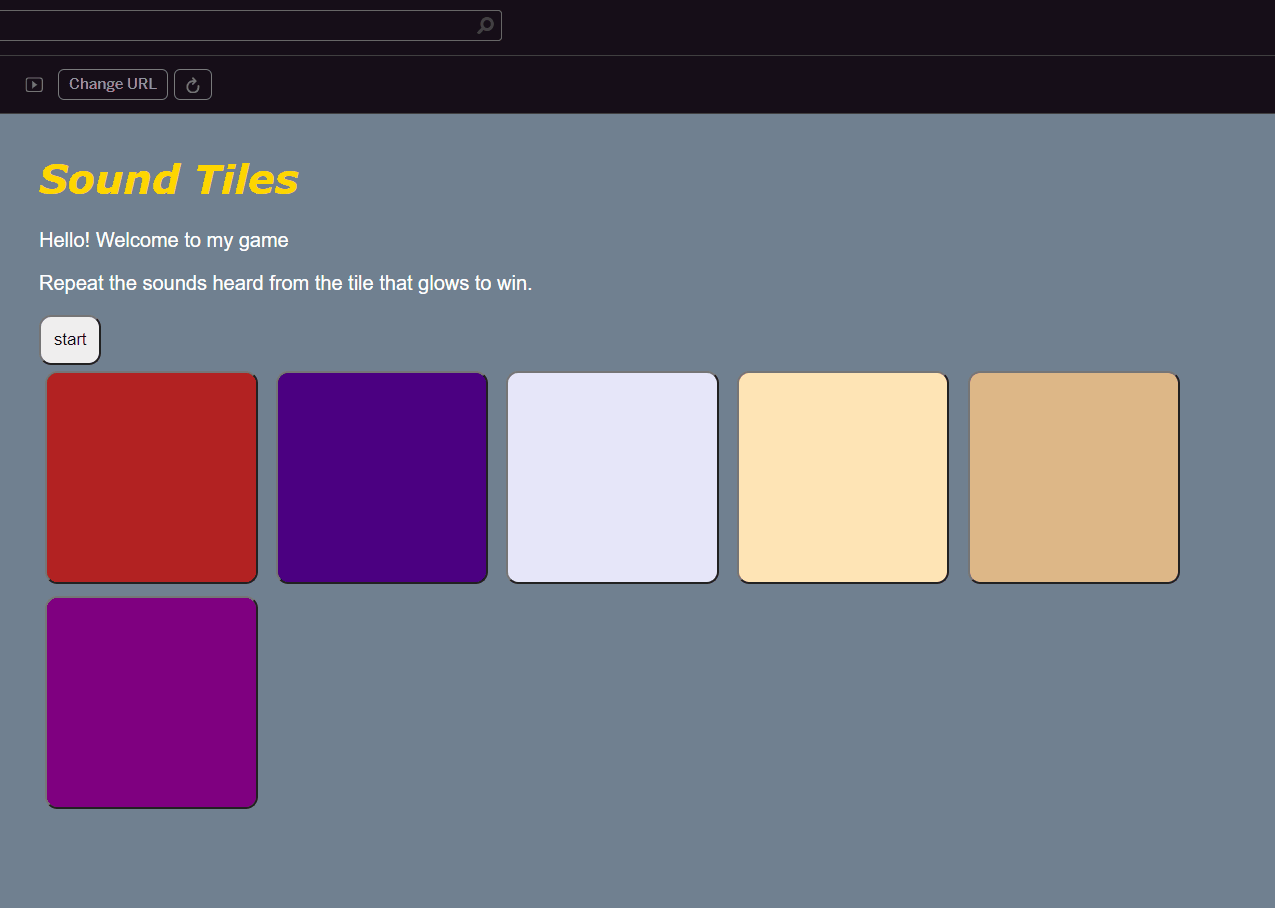 Change URL
Sound Tiles
Hello! Welcome to my game
Repeat the sounds heard from the tile that glows to win.
start